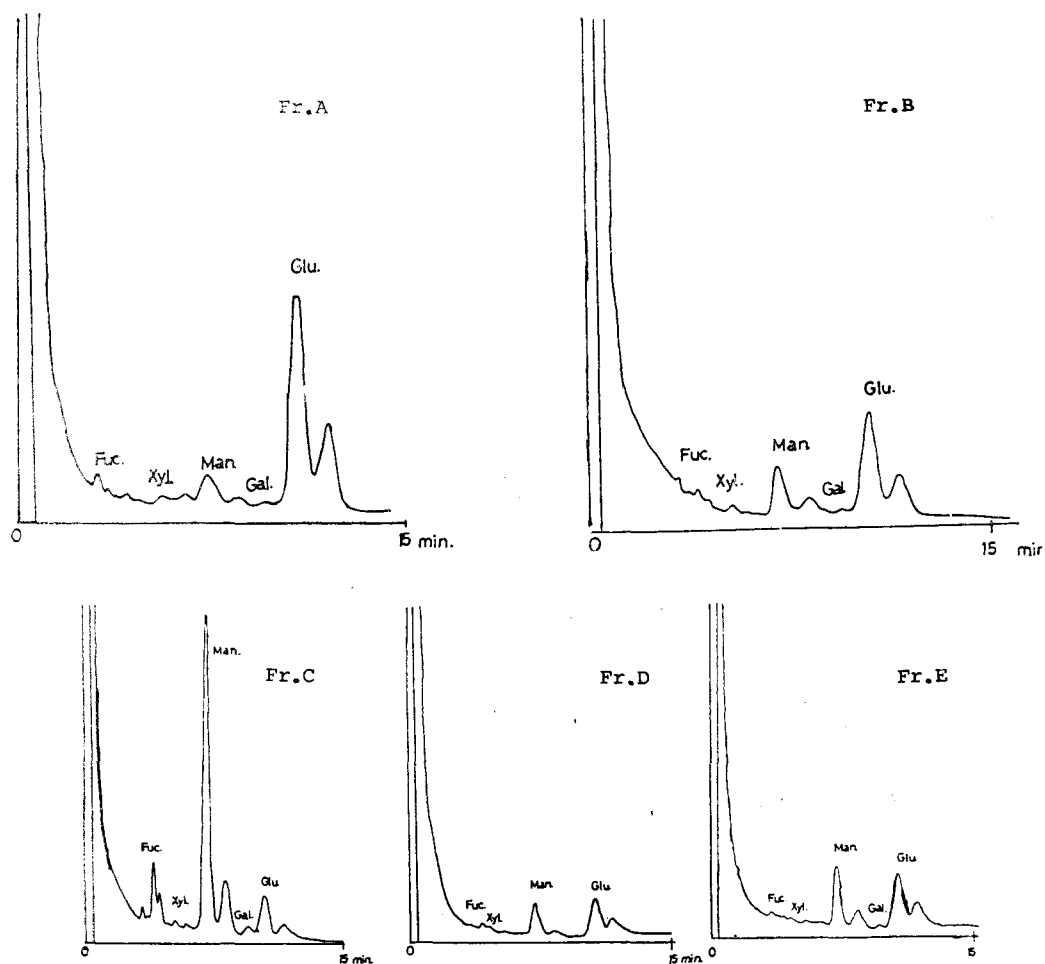 Fr.A
Glu.
Fuc.
Xyl.
Man
Gal.
0
15 min.
Fr.B
Glu.
Fuc.
Xyl.
Man
Gal
0
15 min
Fr.C
Man.
Fuc.
Xyl.
Gal.
Glu
0
15 min.
Fr.D
Fuc.
Xyl.
Man
Glu.
0
15 min.
Fr.E
Fuc
Xyl.
Man
Gal.
Glu.
0
15